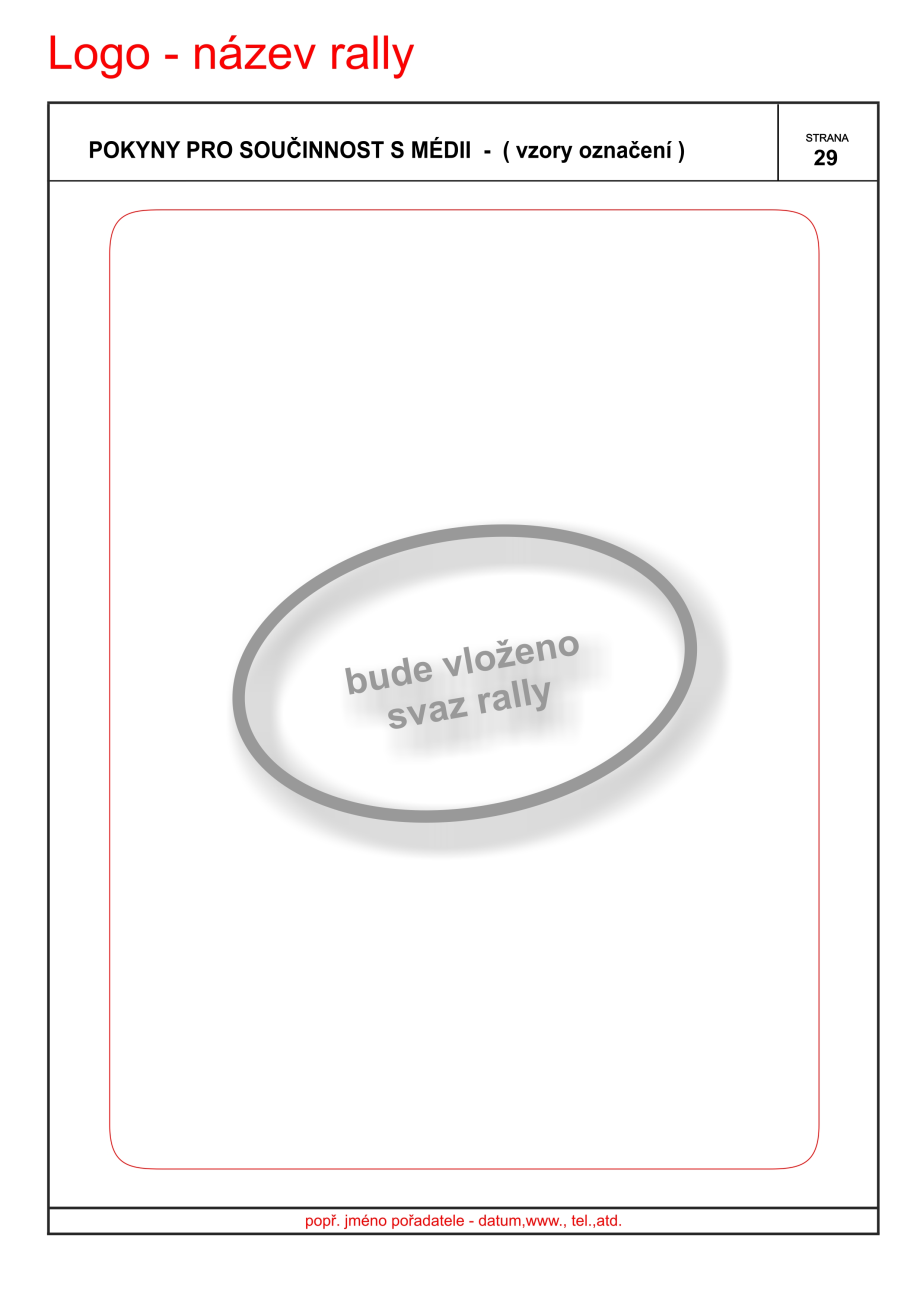 Logo - název rally
POKYNY PRO SOUČINNOST S MÉDII - ( vzory označení )
STRANA
29
bude vloženo
svaz rally
popř. jméno pořadatele - datum,www., tel.,atd.